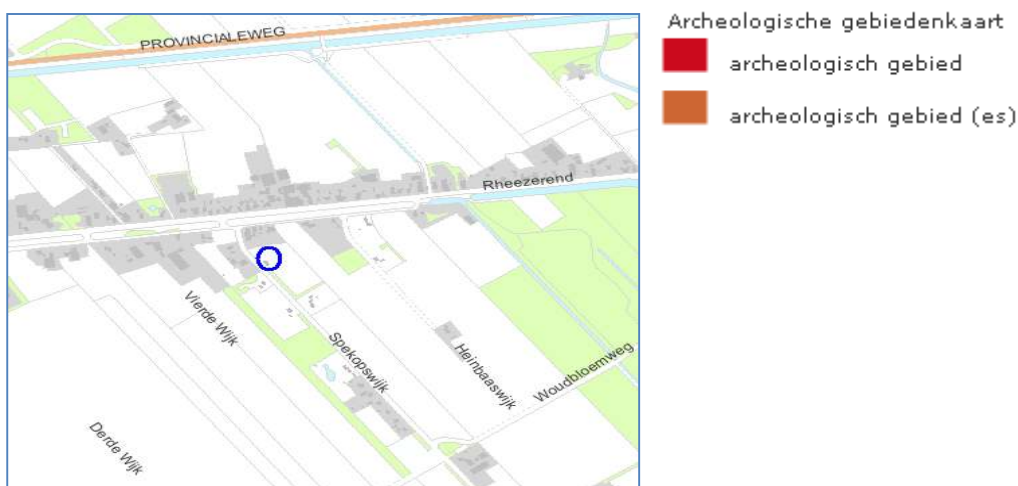 PROVINCIALEWEG
Rheezerend
Vierde Wijk
Spekopswijk
Heinbaaswijk
Woudbloemweg
Derde Wijk
Archeologische gebiedenkaart
archeologisch gebied
archeologisch gebied (es)